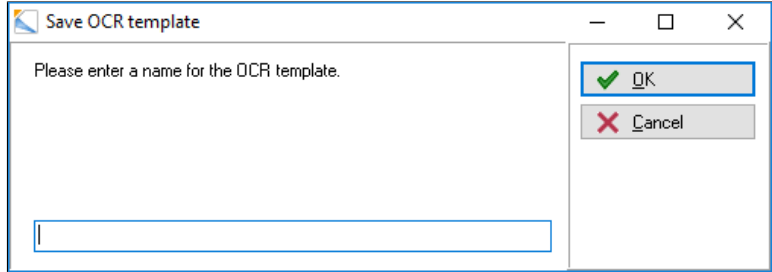 Save OCR template
Please enter a name for the OCR template.
OK
Cancel